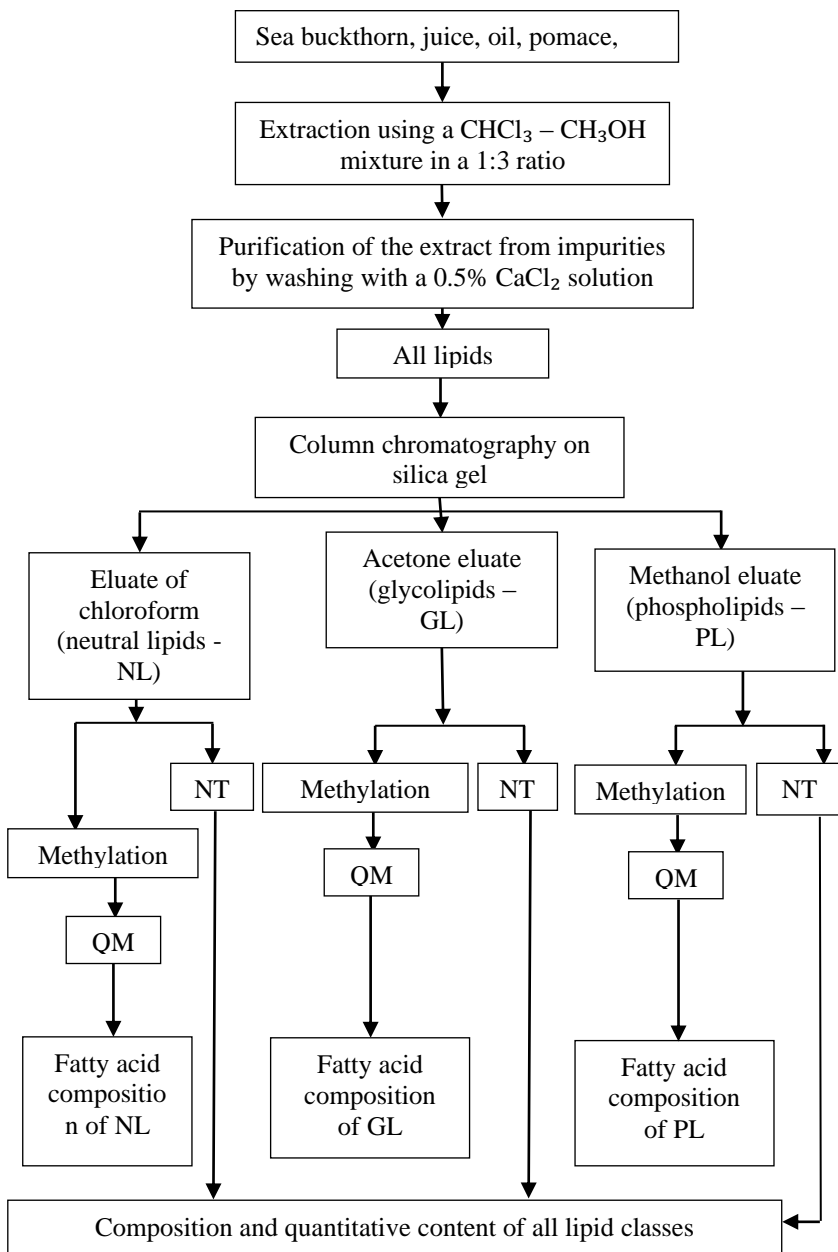 Sea buckthorn, juice, oil, pomace,
Extraction using a CHCl₃ – CH₃OH
mixture in a 1:3 ratio
Purification of the extract from impurities
by washing with a 0.5% CaCl₂ solution
All lipids
Column chromatography on
silica gel
Eluate of
chloroform
(neutral lipids -
NL)
Acetone eluate
(glycolipids –
GL)
Methanol eluate
(phospholipids –
PL)
Methylation
NT
Methylation
NT
Methylation
NT
QM
QM
QM
Fatty acid
compositio
n of NL
Fatty acid
composition
of GL
Fatty acid
composition
of PL
Composition and quantitative content of all lipid classes